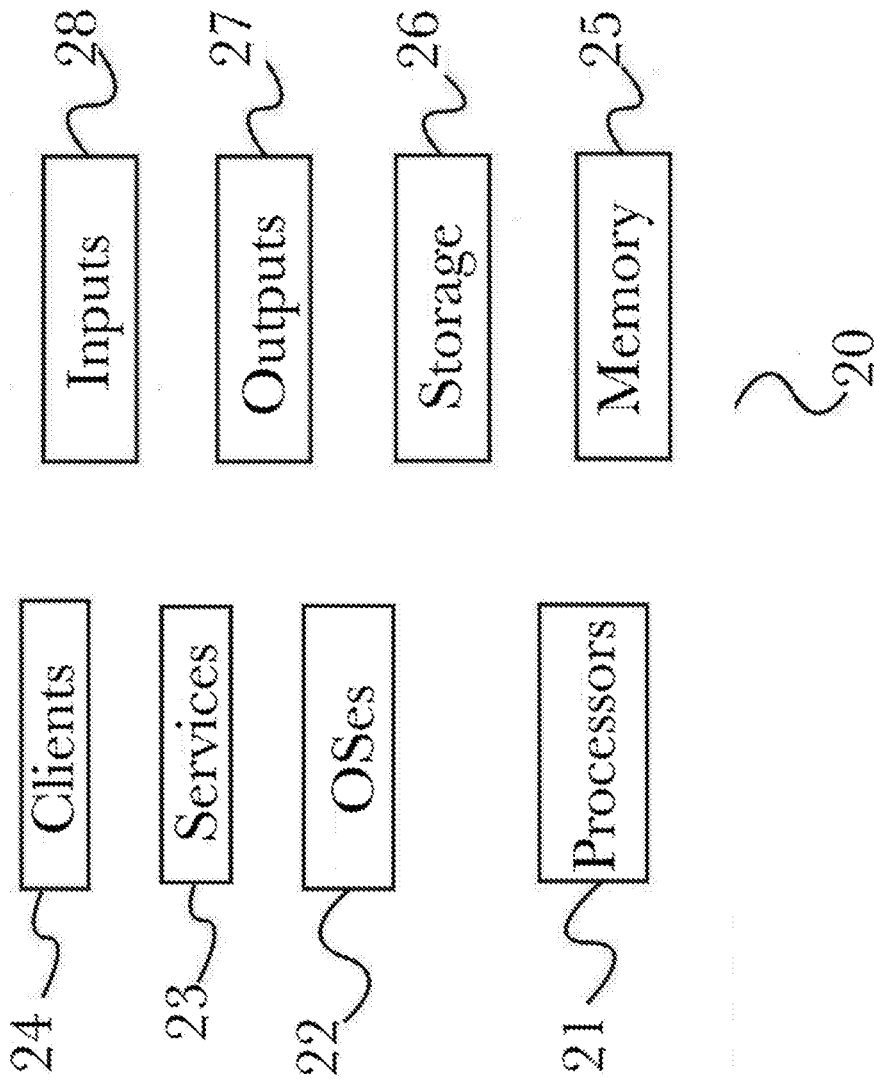 24 Clients Inputs 28
23 Services Outputs 27
22 OSes Storage 26
21 Processors Memory 25
20